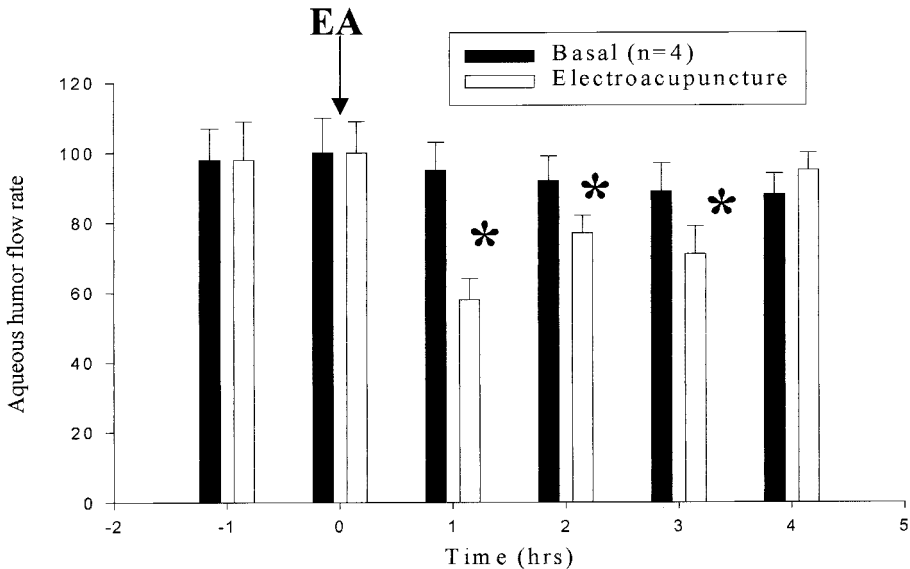 EA
Basal (n=4)
Electroacupuncture
120
100
80
60
40
20
0
Aqueous humor flow rate
* * *
-2 -1 0 1 2 3 4 5
Time (hrs)